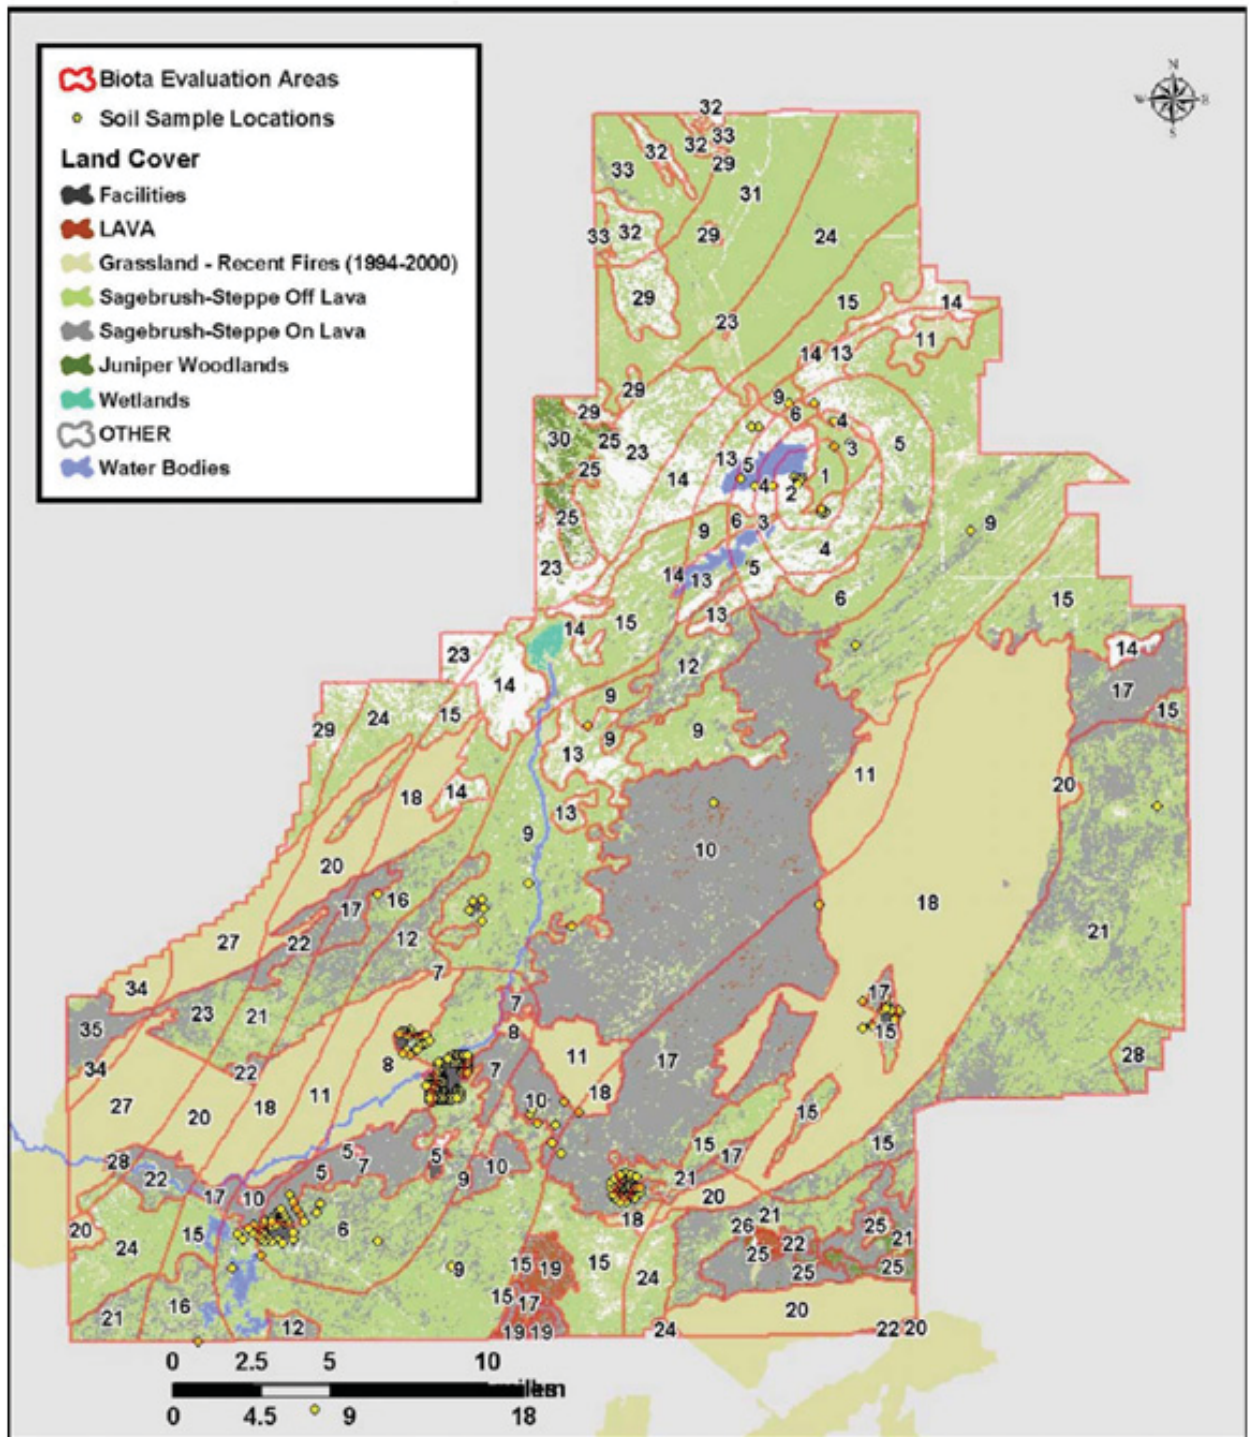 Biota Evaluation Areas
Soil Sample Locations
Land Cover
Facilities
LAVA
Grassland - Recent Fires (1994-2000)
Sagebrush-Steppe Off Lava
Sagebrush-Steppe On Lava
Juniper Woodlands
Wetlands
OTHER
Water Bodies
N
S
32
32 32 33
33 29
31
33 32 29 24
29 15 14
23 11
14 13
29 9
29 6 4
30 25 23 5
25 13 5 3
14 4 2 1
25 9 6 3 9
23 14 13 5 4
6 15
14 15 13
23 12 14
14 9 17
29 24 15 9 9 15
13
18 14 11 20
13
9 10
20
17 16 18
27 22 12 21
7
34 23 21 7 17
35 8 15
34 22 8 11 17 28
7
27 20 18 11 10 18 15
15 15
28 5 7 5 10 17
22 5 9 21
17 10 20
20 6 18 21
24 15 26 22 25 21
9 15 19 15 25 25
24 25
21 16 15 17 20
12 19 19 24 22 20
0 2.5 5 10
0 4.5 9 18